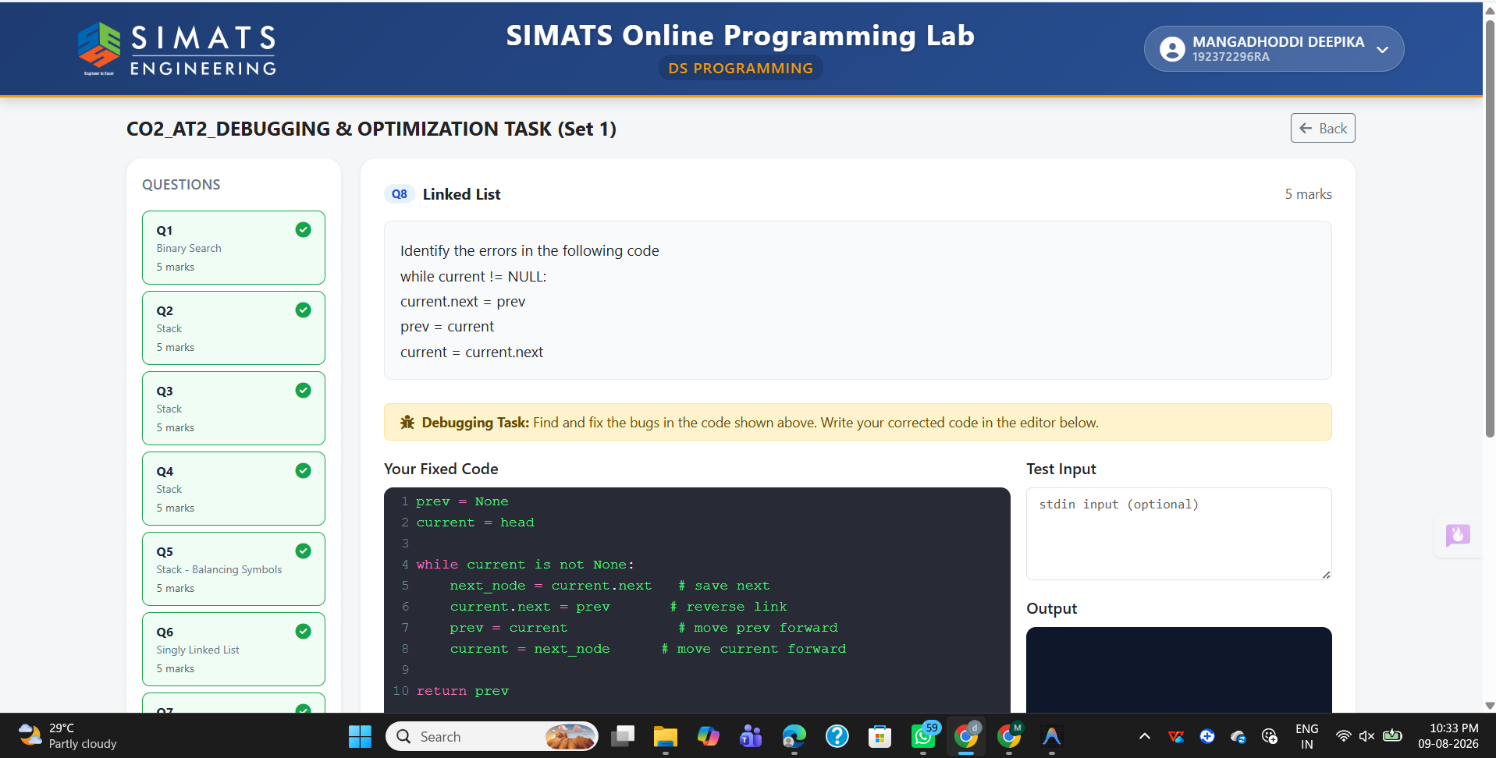 SIMATS
ENGINEERING
Engineer to Excel
SIMATS Online Programming Lab
DS PROGRAMMING
MANGADHODDI DEEPIKA
192372296RA
CO2_AT2_DEBUGGING & OPTIMIZATION TASK (Set 1)
Back
QUESTIONS
Q1
Binary Search
5 marks
Q2
Stack
5 marks
Q3
Stack
5 marks
Q4
Stack
5 marks
Q5
Stack - Balancing Symbols
5 marks
Q6
Singly Linked List
5 marks
Q7
Q8 Linked List
5 marks
Identify the errors in the following code
while current != NULL:
current.next = prev
prev = current
current = current.next
Debugging Task: Find and fix the bugs in the code shown above. Write your corrected code in the editor below.
Your Fixed Code
1 prev = None
2 current = head
3
4 while current is not None:
5     next_node = current.next   # save next
6     current.next = prev       # reverse link
7     prev = current             # move prev forward
8     current = next_node      # move current forward
9
10 return prev
Test Input
stdin input (optional)
Output
29°C
Partly cloudy
Search
59
d
M
ENG
IN
10:33 PM
09-08-2026